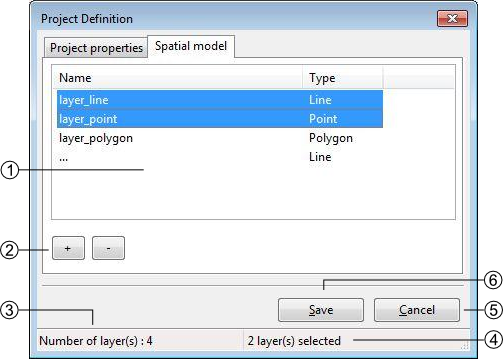 Project Definition
Project properties Spatial model
Name Type
layer_line Line
layer_point Point
layer_polygon Polygon
... Line
1
2 + -
6
3 Save Cancel 5
Number of layer(s) : 4 2 layer(s) selected 4